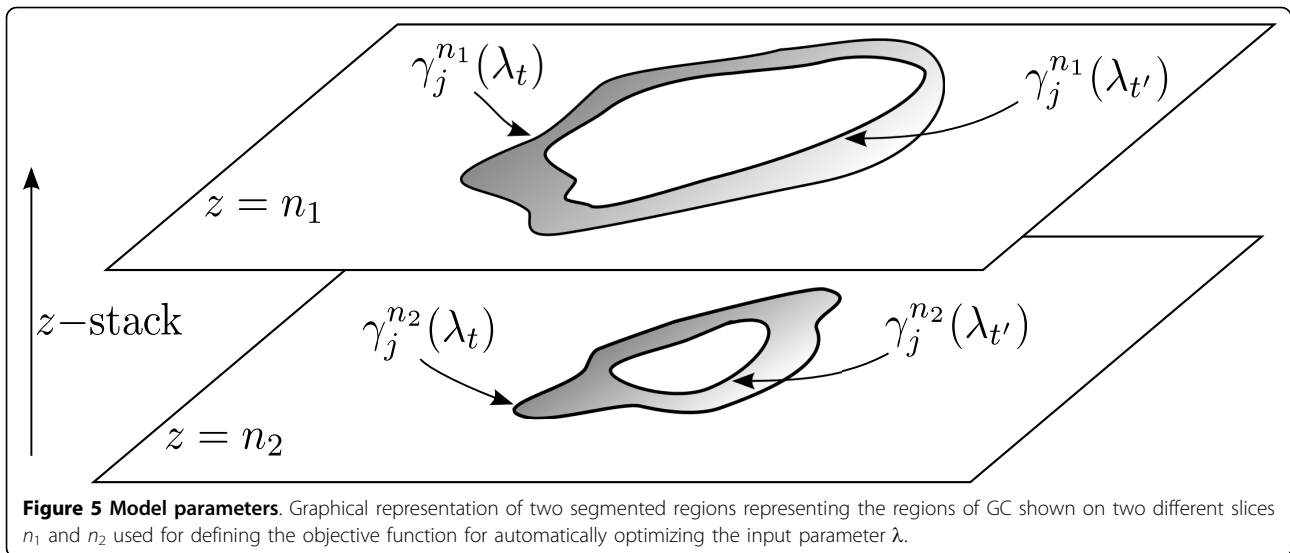 γ_j^{n_1}(λ_t)
γ_j^{n_1}(λ_{t'})
z = n_1
z−stack
γ_j^{n_2}(λ_t)
γ_j^{n_2}(λ_{t'})
z = n_2
Figure 5 Model parameters. Graphical representation of two segmented regions representing the regions of GC shown on two different slices
n_1 and n_2 used for defining the objective function for automatically optimizing the input parameter λ.